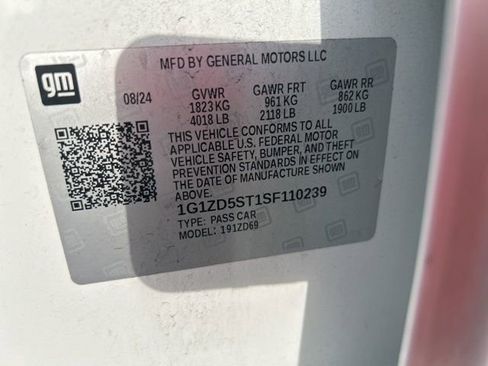 gm
MFD BY GENERAL MOTORS LLC
08/24 GVWR GAWR FRT GAWR RR
1823 KG 961 KG 862 KG
4018 LB 2118 LB 1900 LB
THIS VEHICLE CONFORMS TO ALL
APPLICABLE U.S. FEDERAL MOTOR
VEHICLE SAFETY, BUMPER, AND THEFT
PREVENTION STANDARDS IN EFFECT ON
THE DATE OF MANUFACTURE SHOWN
ABOVE.
1G1ZD5ST1SF110239
TYPE: PASS CAR
MODEL: 191ZD69